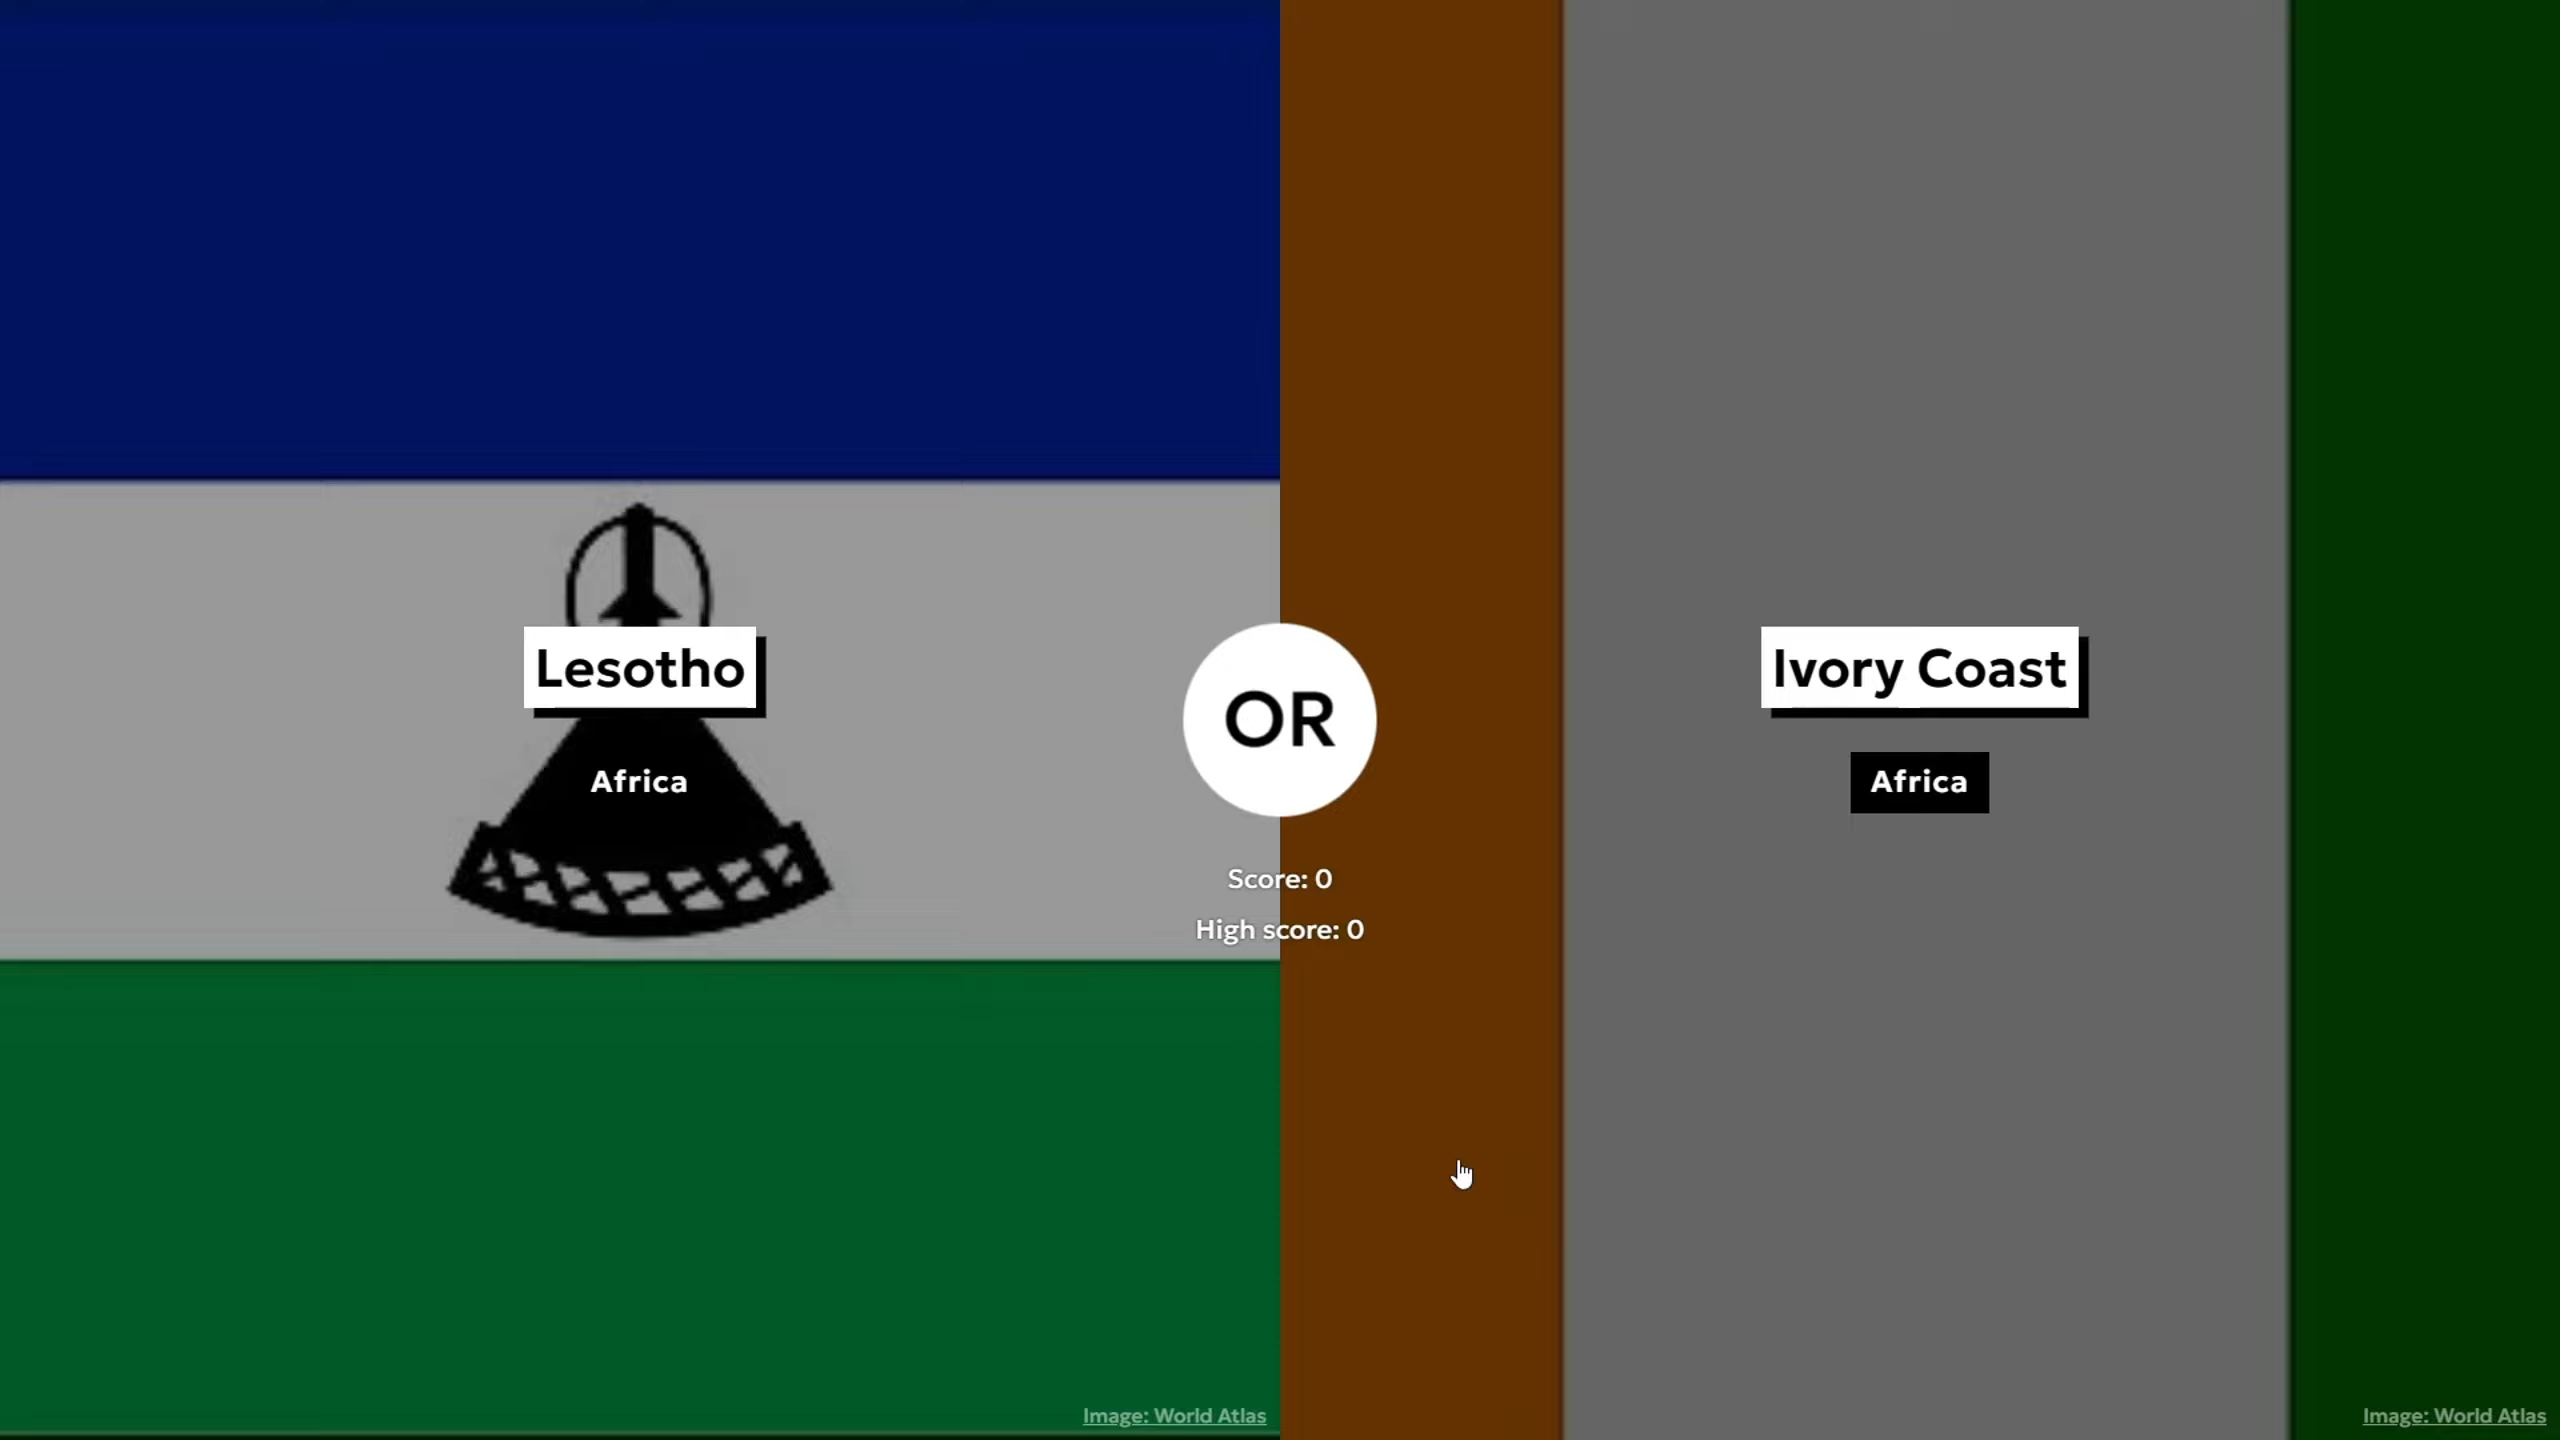 Lesotho
Africa
OR
Score: 0
High score: 0
Ivory Coast
Africa
Image: World Atlas
Image: World Atlas